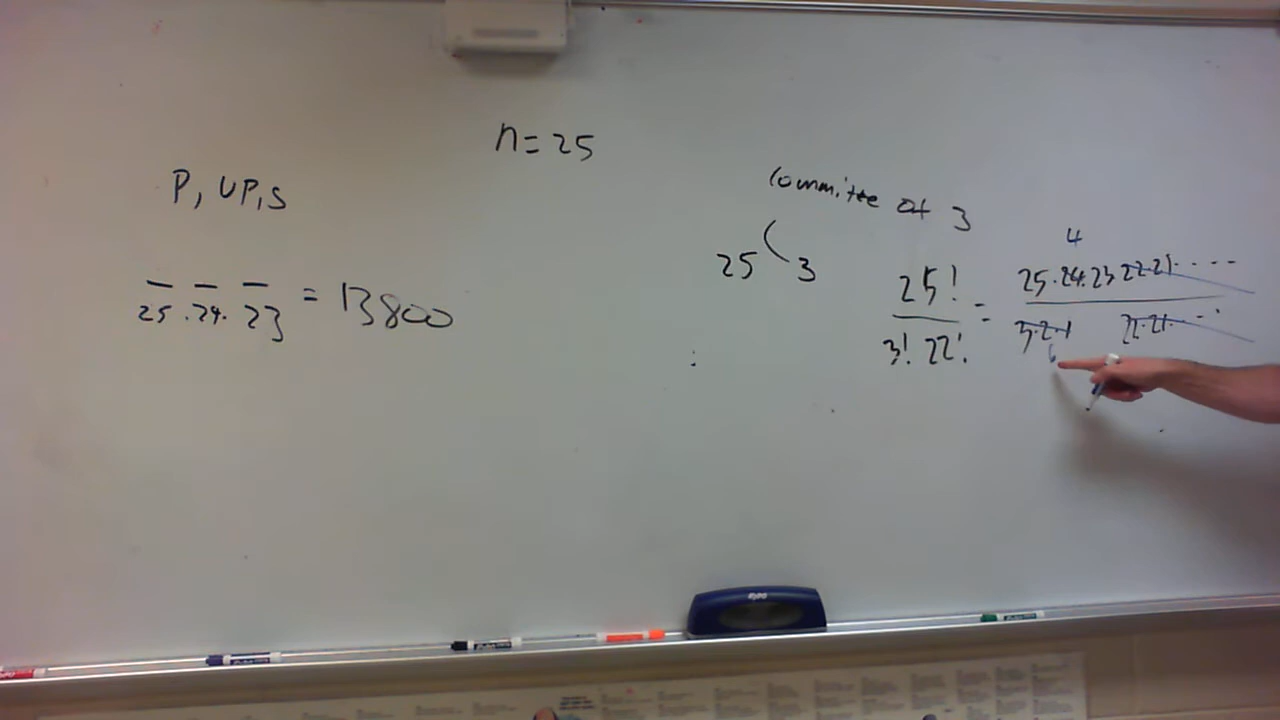 n = 25
P, VP, S
25 . 24 . 23 = 13800
Committee of 3
25 C 3
25! / 3! 22! = 25 . 24 . 23 22 . 21 . . . . / 3 . 2 . 1 22 . 21 . . .
4
6
EXPO